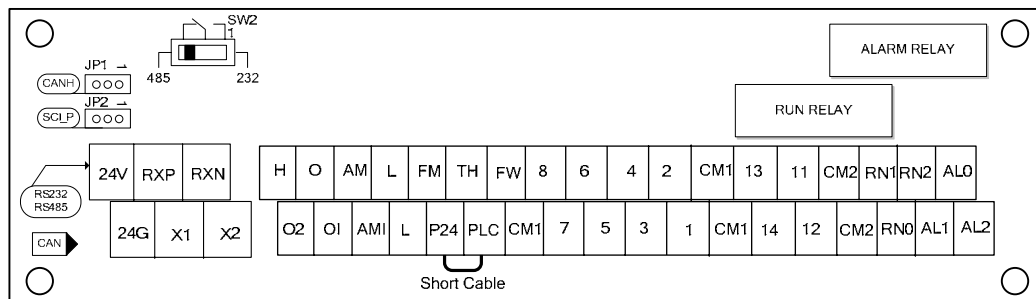 SW2
1
485 232
JP1
CANH
JP2
SCI_P
ALARM RELAY
RUN RELAY
24V RXP RXN
H O AM L FM TH FW 8 6 4 2 CM1 13 11 CM2 RN1 RN2 AL0
RS232
RS485
24G X1 X2
O2 OI AMI L P24 PLC CM1 7 5 3 1 CM1 14 12 CM2 RN0 AL1 AL2
CAN
Short Cable